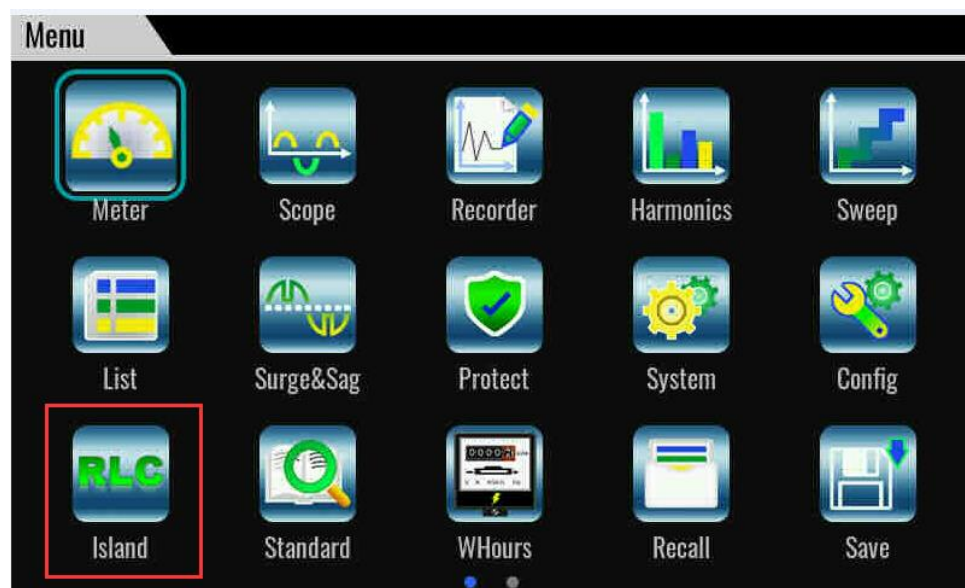 Menu
Meter Scope Recorder Harmonics Sweep
List Surge&Sag Protect System Config
RLC
Island Standard WHours Recall Save